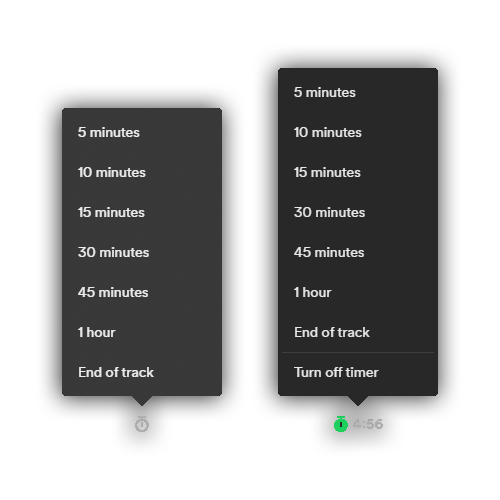 5 minutes
10 minutes
15 minutes
30 minutes
45 minutes
1 hour
End of track
5 minutes
10 minutes
15 minutes
30 minutes
45 minutes
1 hour
End of track
Turn off timer
4:56